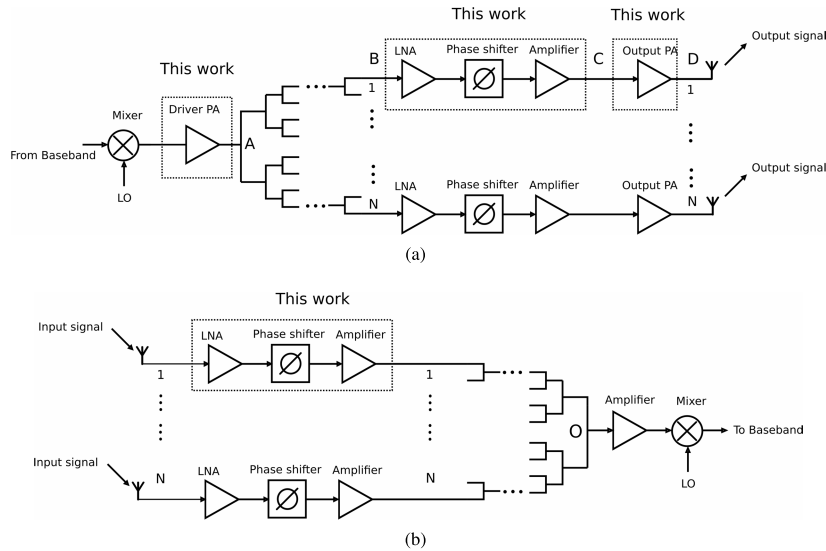 This work
This work
This work
B
LNA
Phase shifter
Amplifier
C
Output PA
D
Output signal
1
1
Mixer
Driver PA
A
From Baseband
LO
Output signal
N
LNA
Phase shifter
Amplifier
Output PA
N
(a)
This work
Input signal
LNA
Phase shifter
Amplifier
1
1
Amplifier
Mixer
O
To Baseband
Input signal
N
LNA
Phase shifter
Amplifier
N
LO
(b)